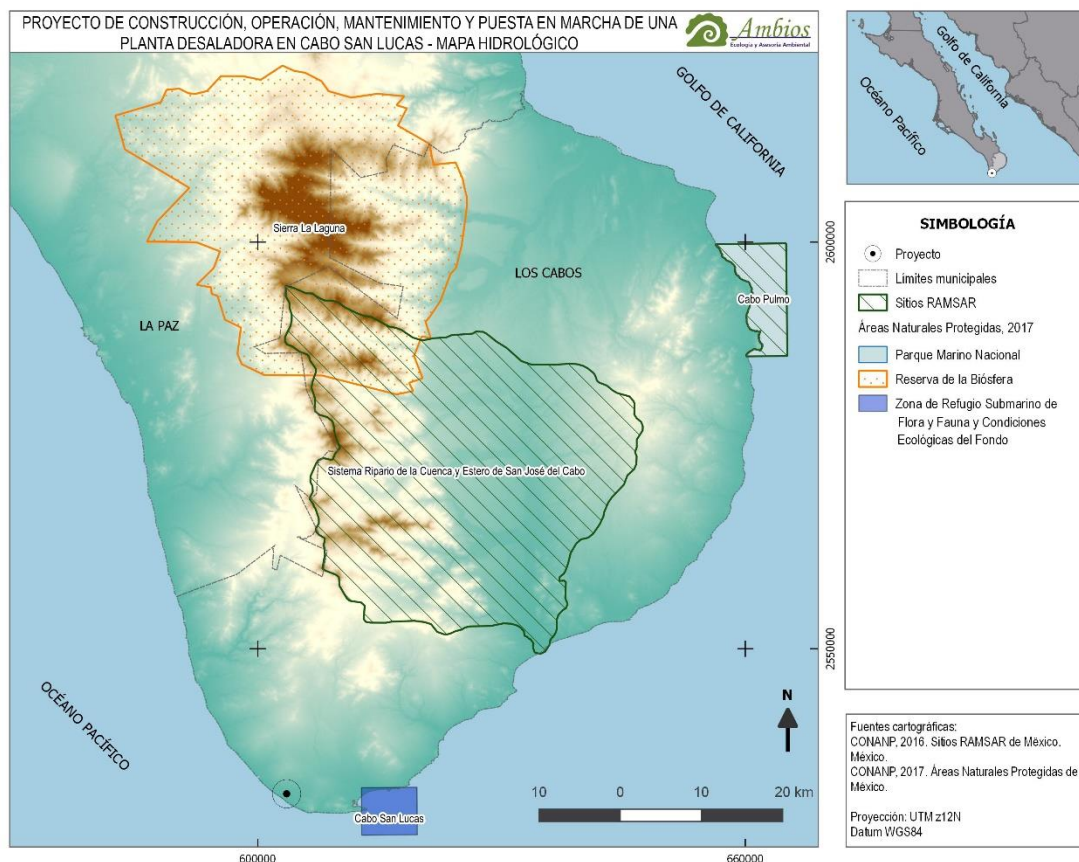 PROYECTO DE CONSTRUCCIÓN, OPERACIÓN, MANTENIMIENTO Y PUESTA EN MARCHA DE UNA
PLANTA DESALADORA EN CABO SAN LUCAS - MAPA HIDROLÓGICO
Ambios
Ecología y Asesoría Ambiental
GOLFO DE CALIFORNIA
Sierra La Laguna
LOS CABOS
LA PAZ
Cabo Pulmo
Sistema Ripario de la Cuenca y Estero de San José del Cabo
OCÉANO PACÍFICO
Cabo San Lucas
N
10 0 10 20 km
600000
660000
2600000
2550000
Golfo de California
Océano Pacífico
SIMBOLOGÍA
Proyecto
Límites municipales
Sitios RAMSAR
Áreas Naturales Protegidas, 2017
Parque Marino Nacional
Reserva de la Biósfera
Zona de Refugio Submarino de
Flora y Fauna y Condiciones
Ecológicas del Fondo
Fuentes cartográficas:
CONANP, 2016. Sitios RAMSAR de México.
México.
CONANP, 2017. Áreas Naturales Protegidas de
México.
Proyección: UTM z12N
Datum WGS84